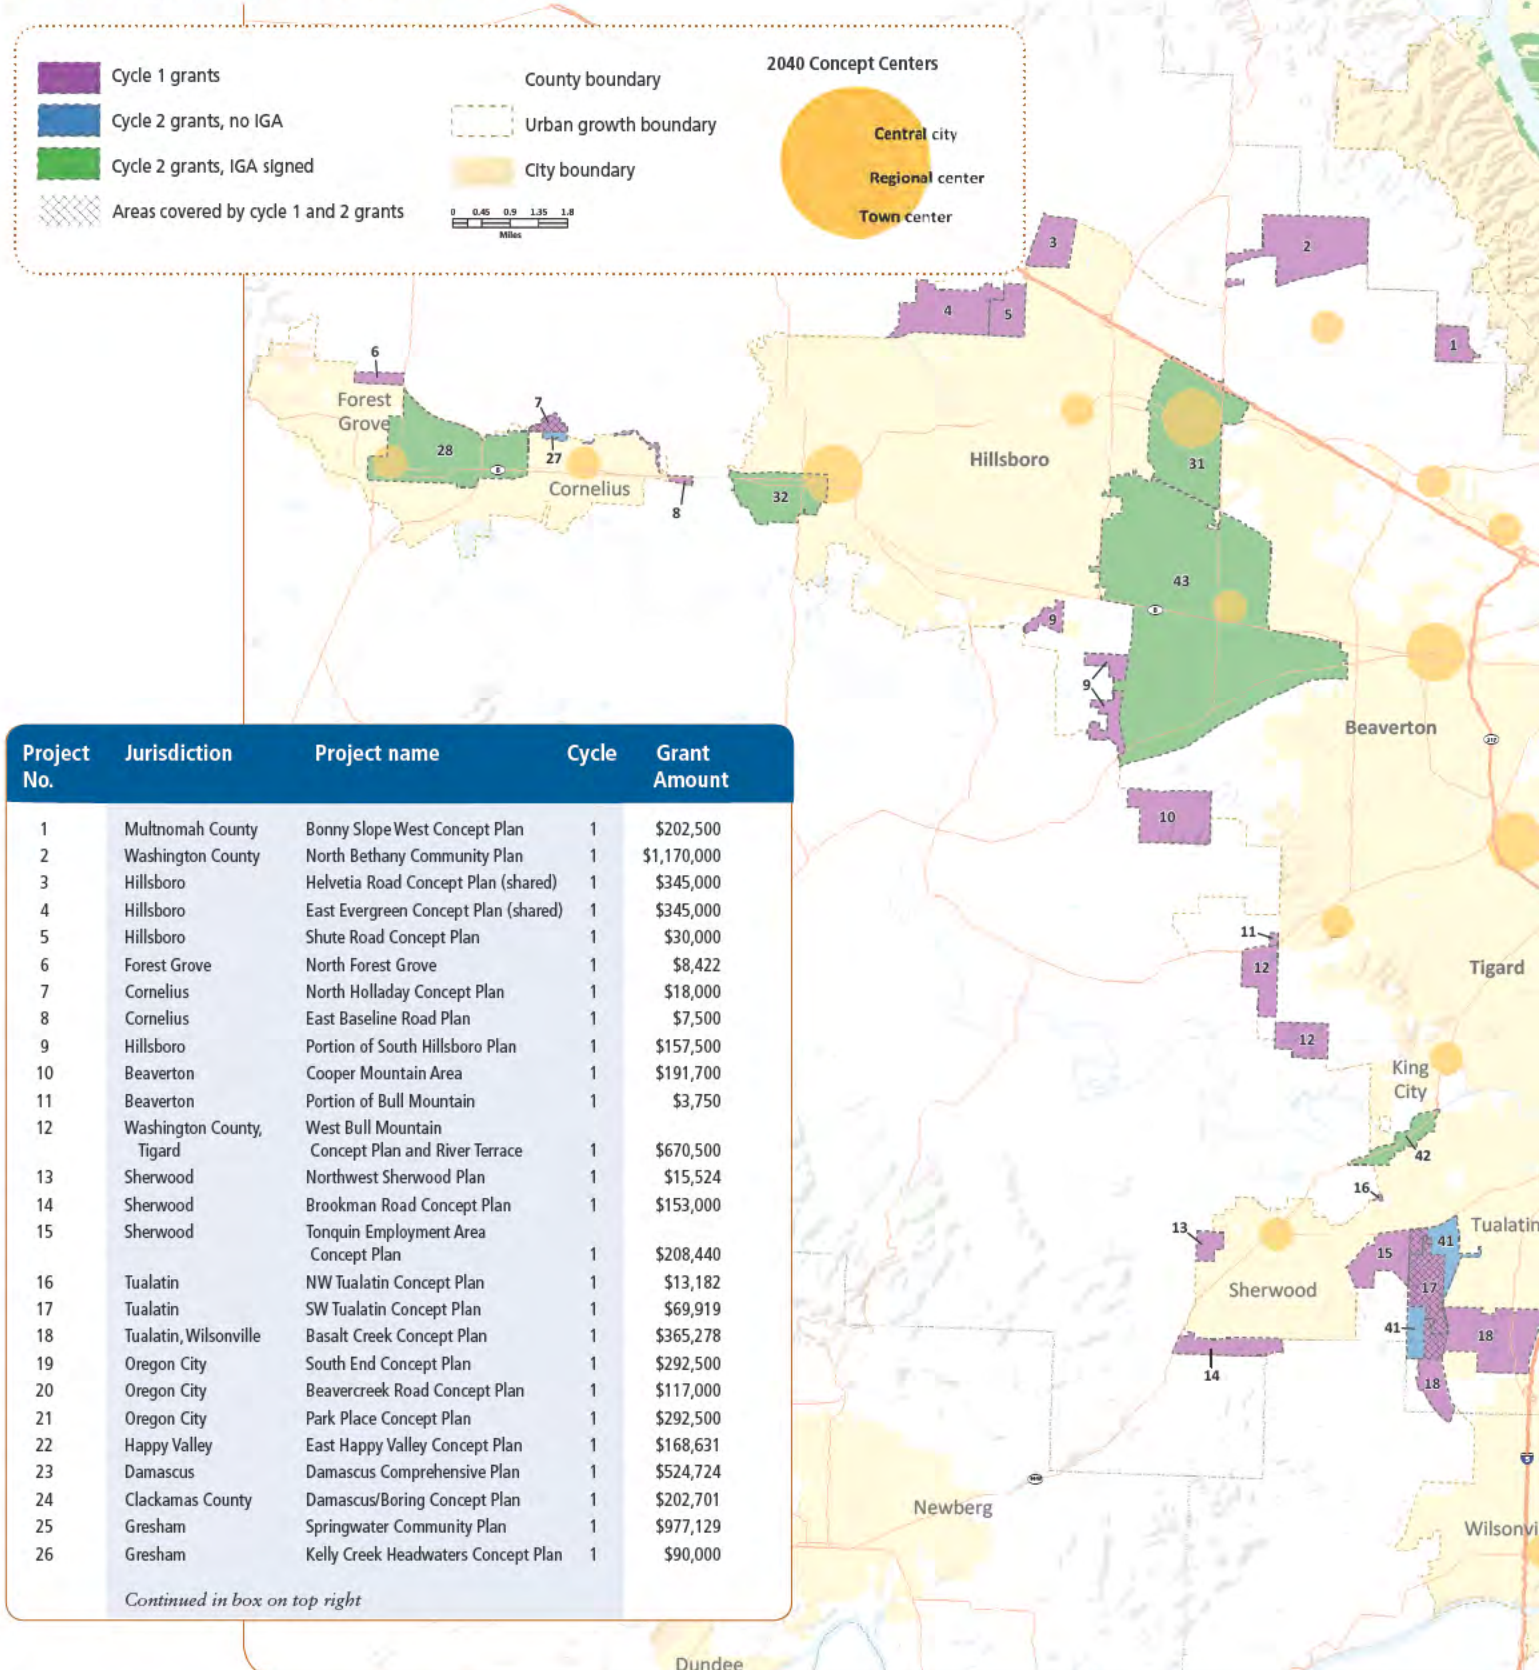 Cycle 1 grants
Cycle 2 grants, no IGA
Cycle 2 grants, IGA signed
Areas covered by cycle 1 and 2 grants
County boundary
Urban growth boundary
City boundary
0 0.45 0.9 1.35 1.8
Miles
2040 Concept Centers
Central city
Regional center
Town center
3
2
4
5
1
6
Forest
Grove
7
28
8
27
Cornelius
8
32
Hillsboro
31
43
8
9
9
Beaverton
217
10
11
12
Tigard
12
King
City
42
16
13
15
41
Tualatin
17
Sherwood
41
18
14
18
Newberg
99W
5
Wilsonvi
Dundee
Project No. Jurisdiction Project name Cycle Grant Amount
1 Multnomah County Bonny Slope West Concept Plan 1 $202,500
2 Washington County North Bethany Community Plan 1 $1,170,000
3 Hillsboro Helvetia Road Concept Plan (shared) 1 $345,000
4 Hillsboro East Evergreen Concept Plan (shared) 1 $345,000
5 Hillsboro Shute Road Concept Plan 1 $30,000
6 Forest Grove North Forest Grove 1 $8,422
7 Cornelius North Holladay Concept Plan 1 $18,000
8 Cornelius East Baseline Road Plan 1 $7,500
9 Hillsboro Portion of South Hillsboro Plan 1 $157,500
10 Beaverton Cooper Mountain Area 1 $191,700
11 Beaverton Portion of Bull Mountain 1 $3,750
12 Washington County, West Bull Mountain
Tigard Concept Plan and River Terrace 1 $670,500
13 Sherwood Northwest Sherwood Plan 1 $15,524
14 Sherwood Brookman Road Concept Plan 1 $153,000
15 Sherwood Tonquin Employment Area
Concept Plan 1 $208,440
16 Tualatin NW Tualatin Concept Plan 1 $13,182
17 Tualatin SW Tualatin Concept Plan 1 $69,919
18 Tualatin, Wilsonville Basalt Creek Concept Plan 1 $365,278
19 Oregon City South End Concept Plan 1 $292,500
20 Oregon City Beavercreek Road Concept Plan 1 $117,000
21 Oregon City Park Place Concept Plan 1 $292,500
22 Happy Valley East Happy Valley Concept Plan 1 $168,631
23 Damascus Damascus Comprehensive Plan 1 $524,724
24 Clackamas County Damascus/Boring Concept Plan 1 $202,701
25 Gresham Springwater Community Plan 1 $977,129
26 Gresham Kelly Creek Headwaters Concept Plan 1 $90,000
Continued in box on top right